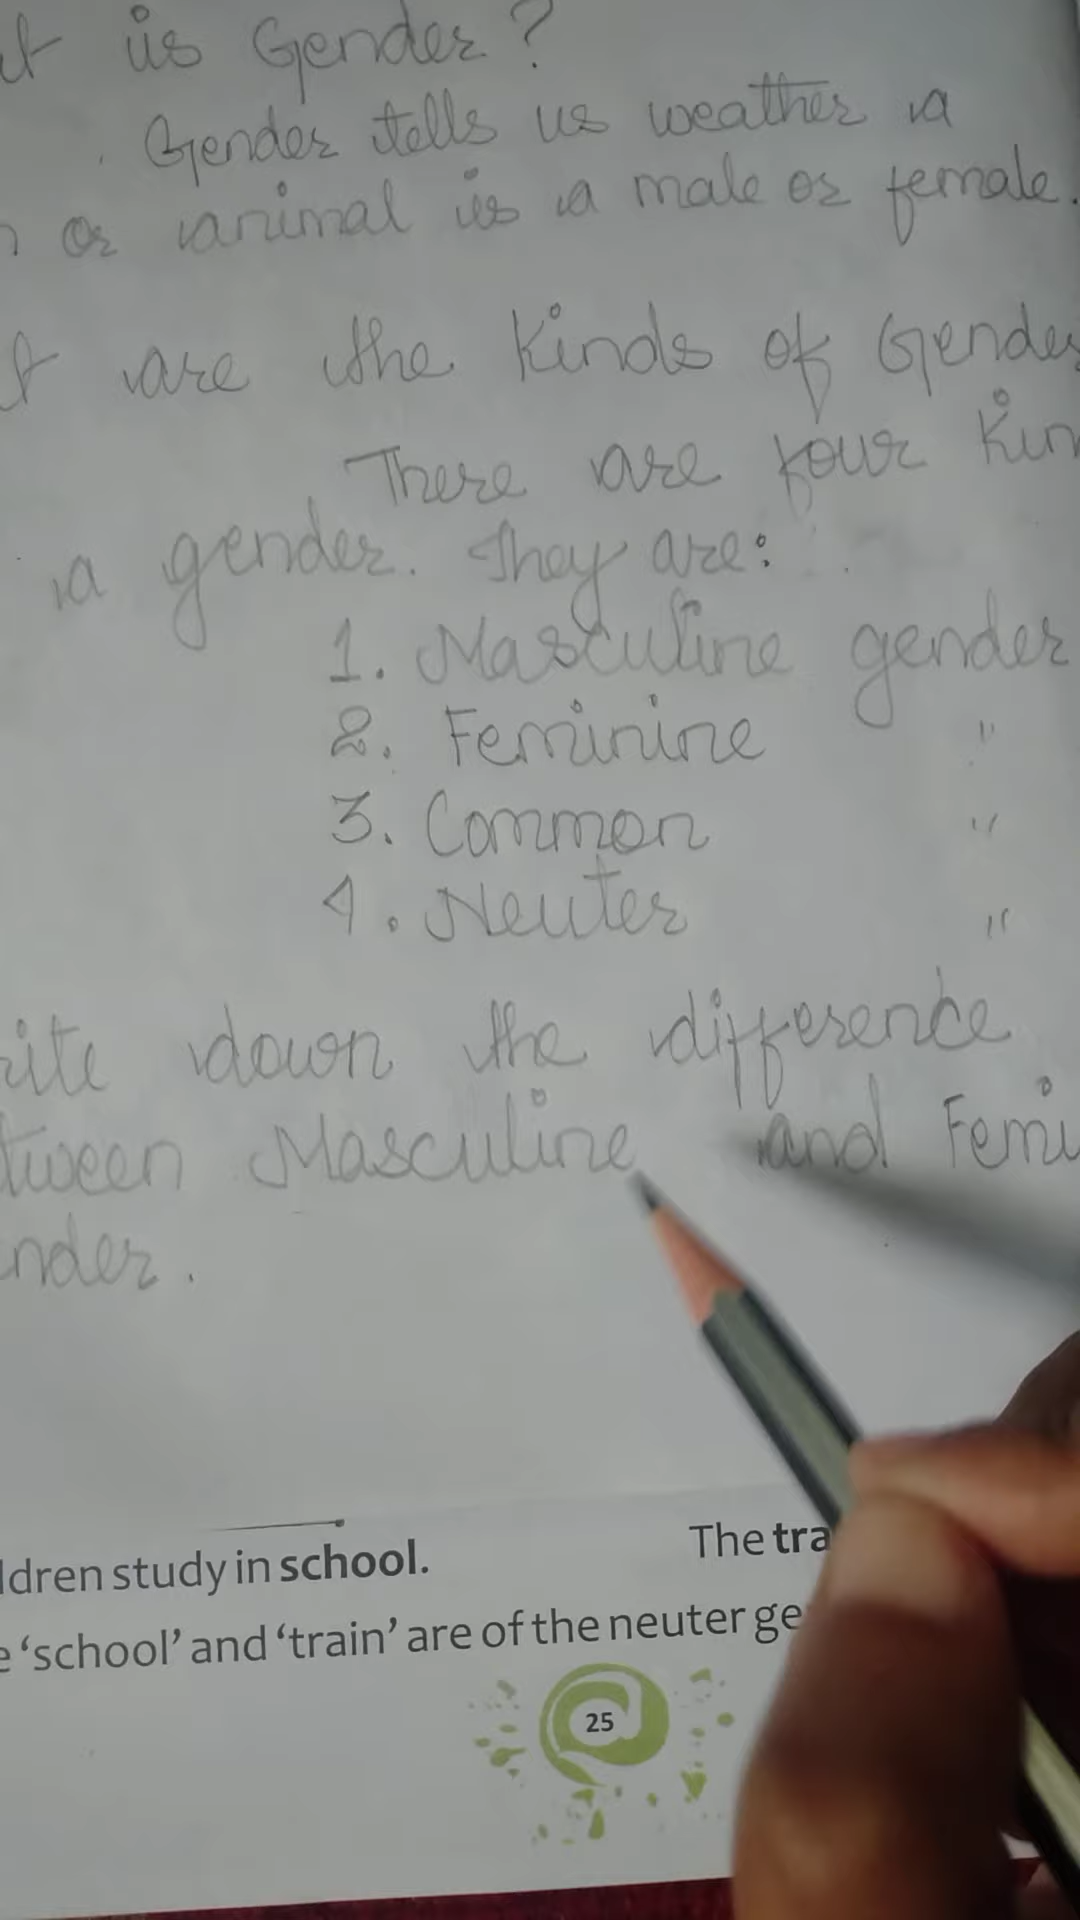 is Gender?
Gender tells us weather a
or animal is a male or female.
are the Kinds of Gender
There are four Kin
a gender. They are:
1. Masculine gender
2. Feminine "
3. Common "
4. Neuter "
ite down the difference
tween Masculine and Femi
nder.
ldren study in school. The tra
'school' and 'train' are of the neuter ge
25